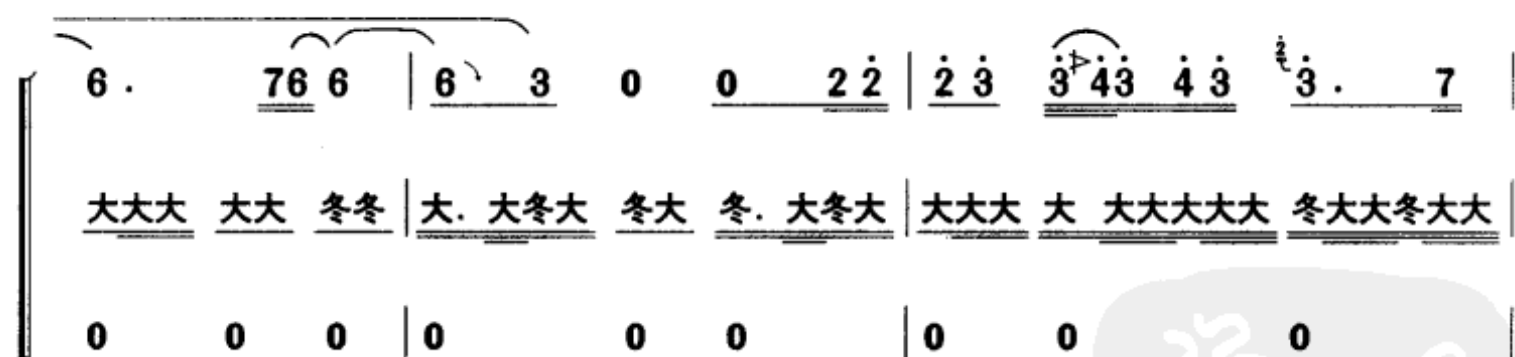 6 . 76 6 | 6 3 0 0 2 2̇ | 2̇ 3̇ 3̇ 4̇ 3̇ 4̇ 3̇ 2̇ 3̇ . 7 |
大大大 大大 冬冬 | 大. 大冬大 冬大 冬. 大冬大 | 大大大 大 大大大大大 冬大大冬大大 |
0 0 0 | 0 0 0 | 0 0 0